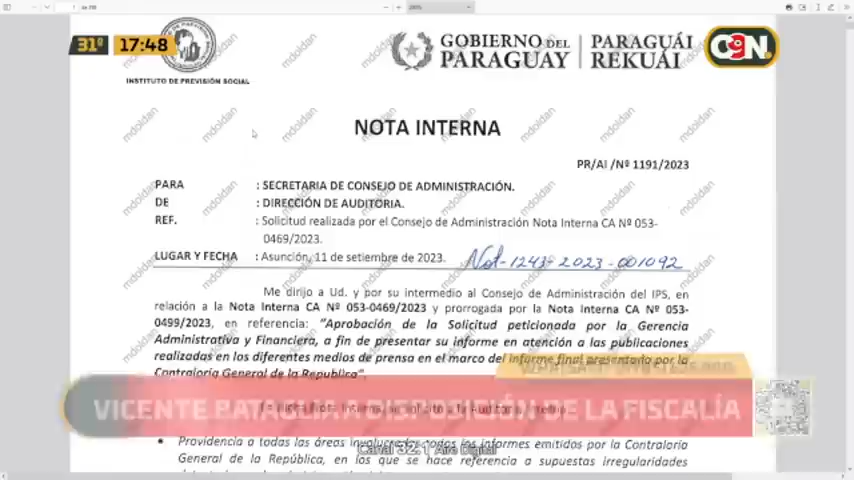 31º 17:48
INSTITUTO DE PREVISIÓN SOCIAL
GOBIERNO DEL PARAGUAY | PARAGUÁI REKUÁI
C9N
NOTA INTERNA
PR/AI /Nº 1191/2023
PARA : SECRETARIA DE CONSEJO DE ADMINISTRACIÓN.
DE : DIRECCIÓN DE AUDITORIA.
REF. : Solicitud realizada por el Consejo de Administración Nota Interna CA Nº 053-
0469/2023.
LUGAR Y FECHA : Asunción, 11 de setiembre de 2023. Not-1243-2023-001092
Me dirijo a Ud. y por su intermedio al Consejo de Administración del IPS, en
relación a la Nota Interna CA Nº 053-0469/2023 y prorrogada por la Nota Interna CA Nº 053-
0499/2023, en referencia: "Aprobación de la Solicitud peticionada por la Gerencia
Administrativa y Financiera, a fin de presentar su informe en atención a las publicaciones
realizadas en los diferentes medios de prensa en el marco del informe final presentado por la
Contraloría General de la Republica".
VICENTE BATAGLIA A DISPOSICIÓN DE LA FISCALÍA
• Providencia a todas las áreas involucradas todos los informes emitidos por la Contraloría
Canal 32.1 Aire Digital
General de la República, en los que se hace referencia a supuestas irregularidades
mdoldan